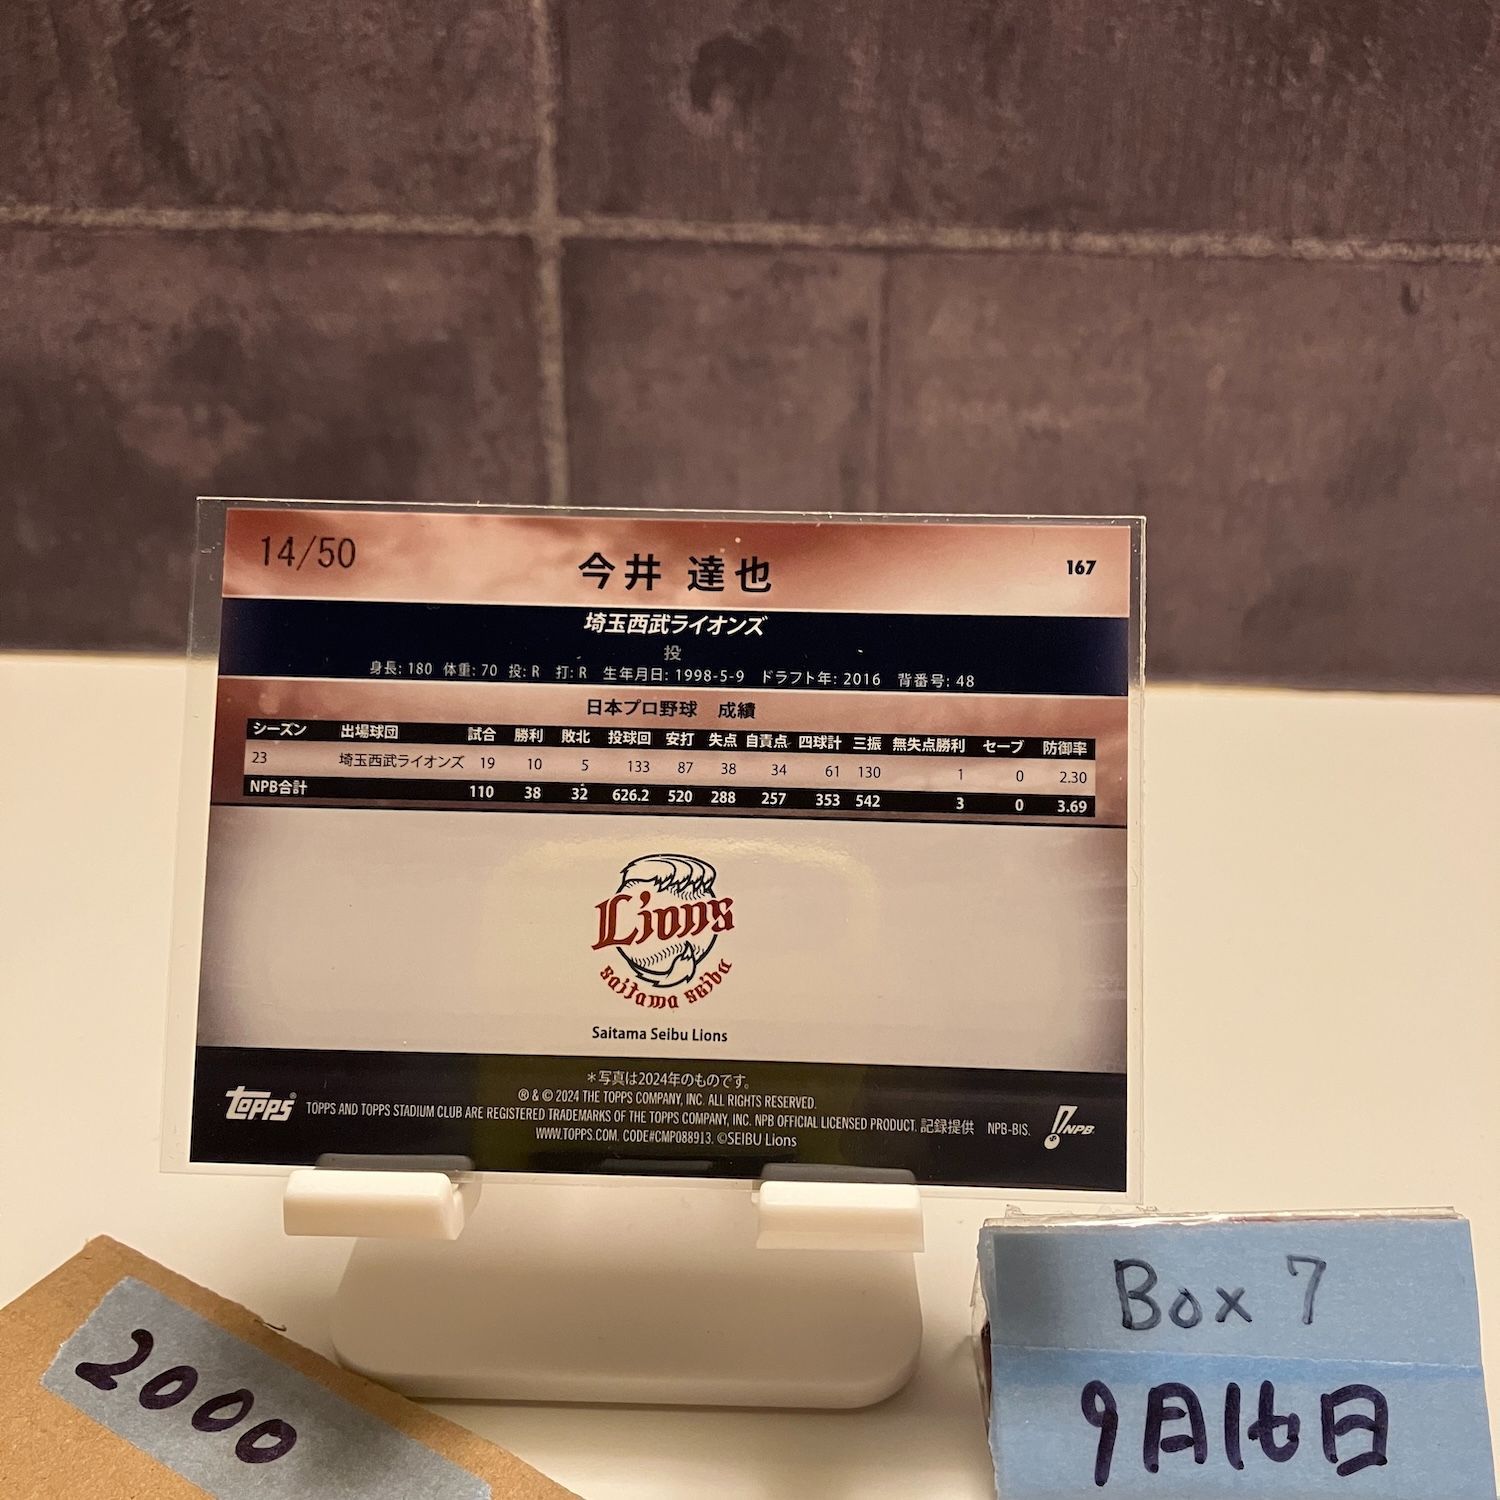 14/50 今井 達也 167
埼玉西武ライオンズ
投
身長: 180 体重: 70 投: R 打: R 生年月日: 1998-5-9 ドラフト年: 2016 背番号: 48
日本プロ野球 成績
シーズン 出場球団 試合 勝利 敗北 投球回 安打 失点 自責点 四球計 三振 無失点勝利 セーブ 防御率
23 埼玉西武ライオンズ 19 10 5 133 87 38 34 61 130 1 0 2.30
NPB合計 110 38 32 626.2 520 288 257 353 542 3 0 3.69
Lions
Saitama Seibu
Saitama Seibu Lions
＊写真は2024年のものです。
® & © 2024 THE TOPPS COMPANY, INC. ALL RIGHTS RESERVED.
topps® TOPPS AND TOPPS STADIUM CLUB ARE REGISTERED TRADEMARKS OF THE TOPPS COMPANY, INC. NPB OFFICIAL LICENSED PRODUCT. 記録提供 NPB-BIS. NPB
WWW.TOPPS.COM. CODE#CMP088913. ©SEIBU Lions
2000
Box 7
9月16日